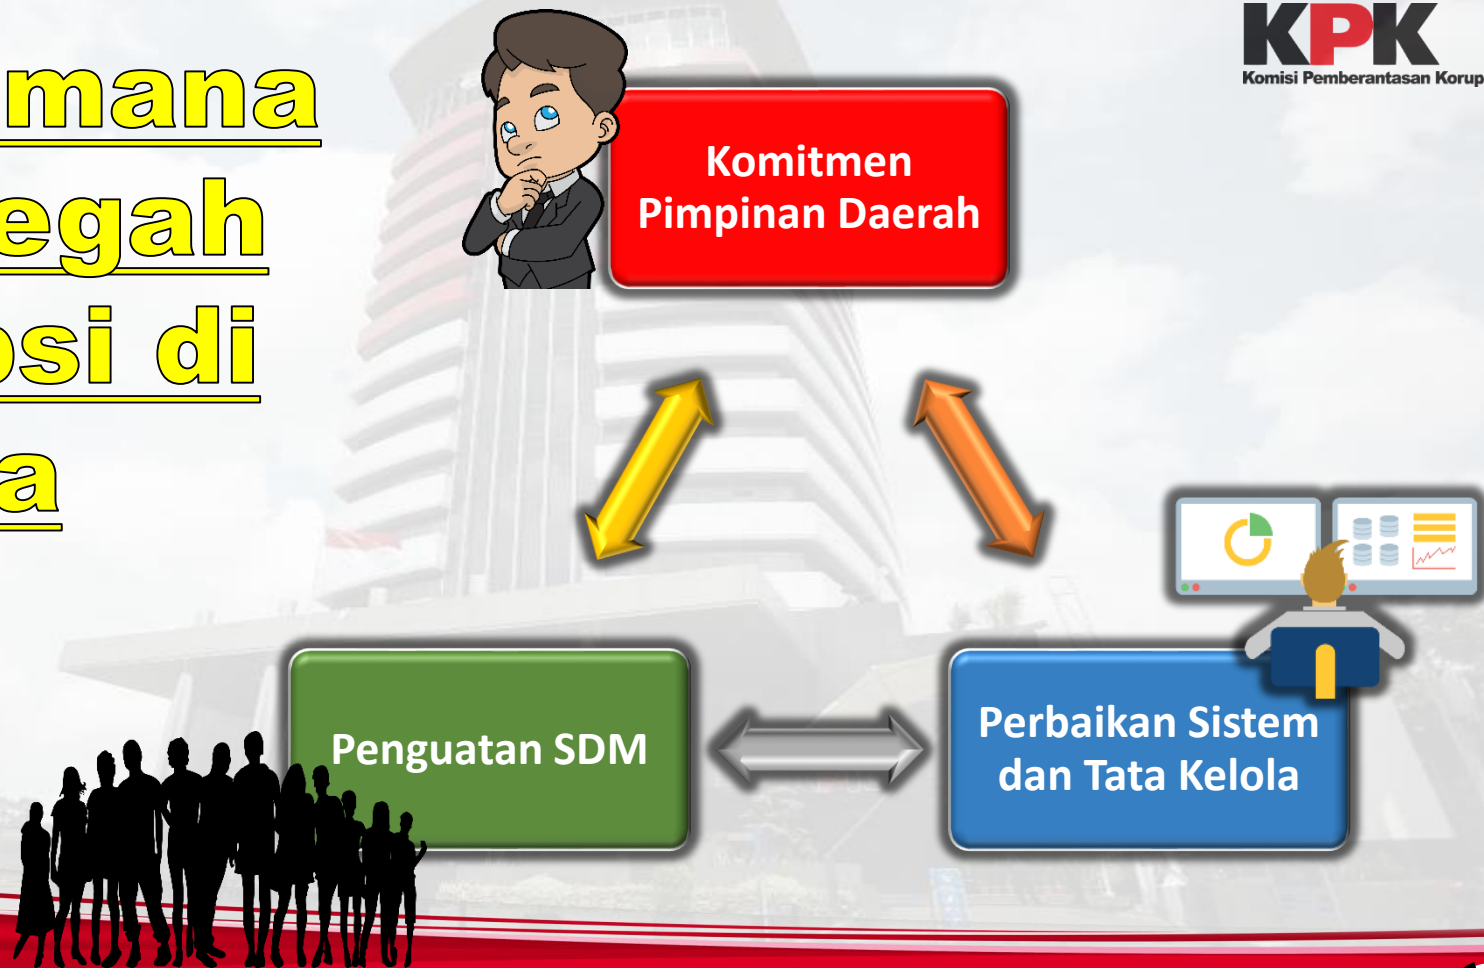 mana
egah
si di
a
KPK
Komisi Pemberantasan Korup
Komitmen
Pimpinan Daerah
Penguatan SDM
Perbaikan Sistem
dan Tata Kelola